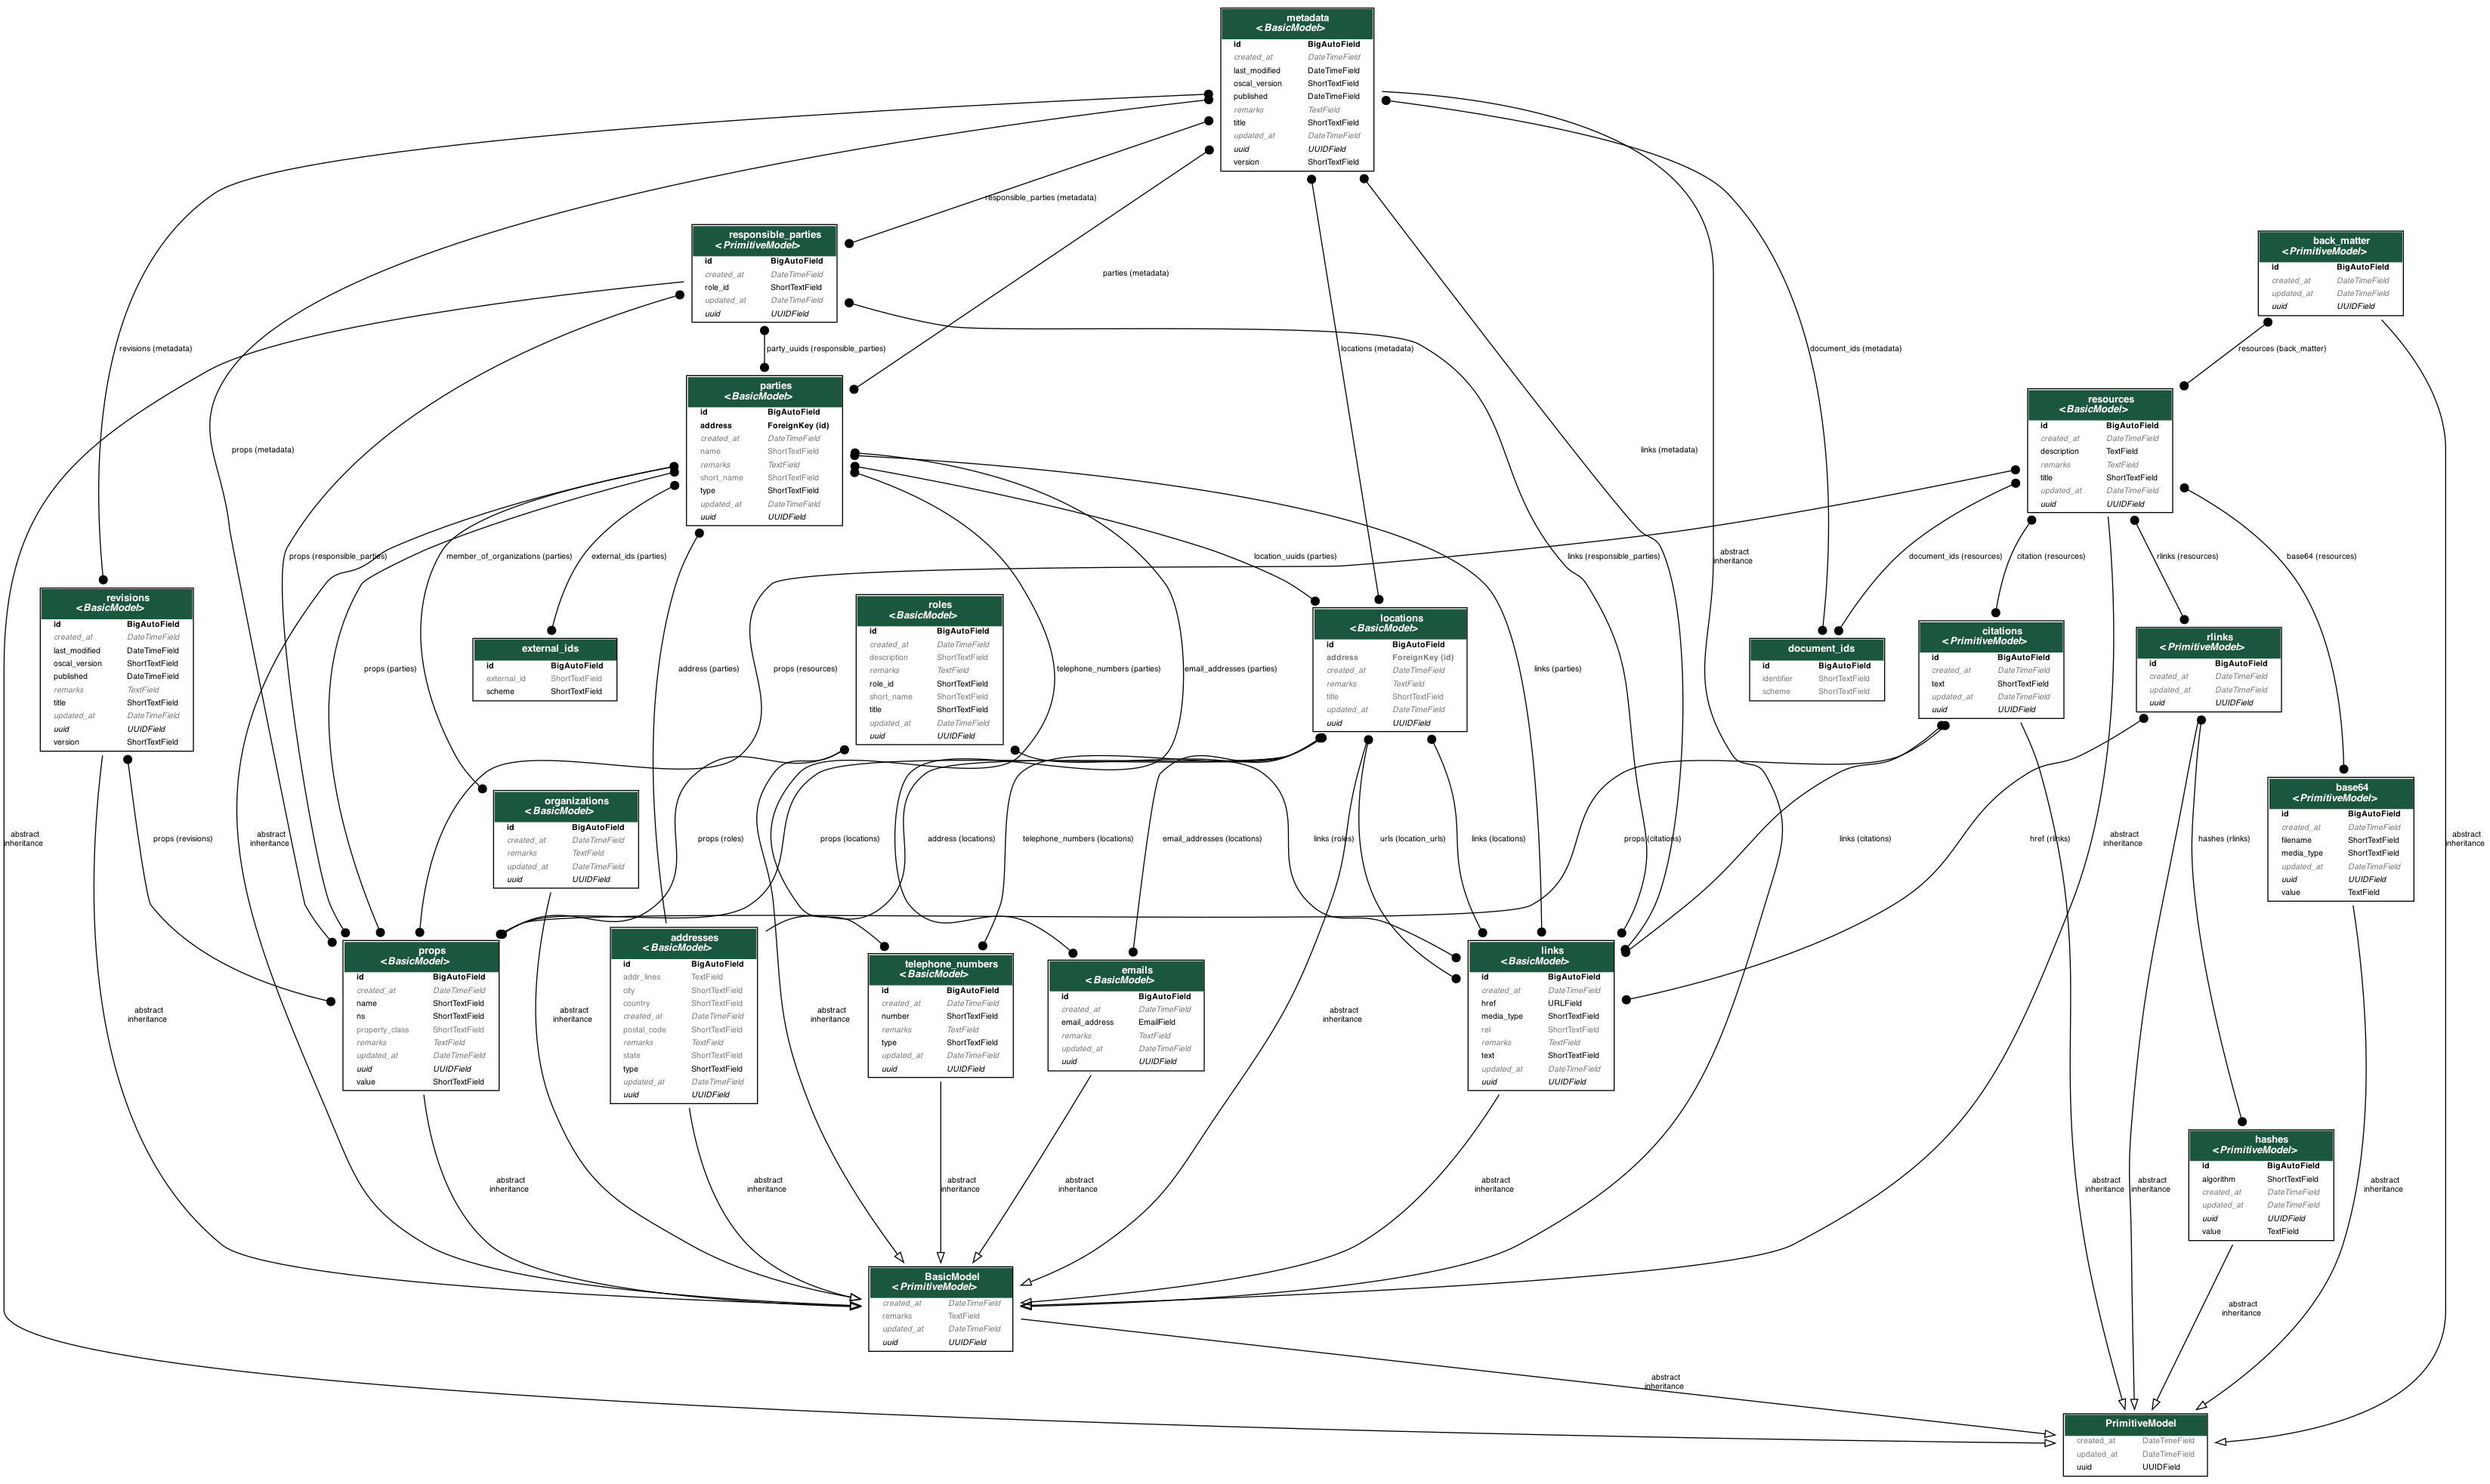 metadata
<BasicModel>
id BigAutoField
created_at DateTimeField
last_modified DateTimeField
oscal_version ShortTextField
published DateTimeField
remarks TextField
title ShortTextField
updated_at DateTimeField
uuid UUIDField
version ShortTextField
responsible_parties (metadata)
responsible_parties
<PrimitiveModel>
id BigAutoField
created_at DateTimeField
role_id ShortTextField
updated_at DateTimeField
uuid UUIDField
back_matter
<PrimitiveModel>
id BigAutoField
created_at DateTimeField
updated_at DateTimeField
uuid UUIDField
parties (metadata)
revisions (metadata)
party_uuids (responsible_parties)
locations (metadata)
document_ids (metadata)
resources (back_matter)
parties
<BasicModel>
id BigAutoField
address ForeignKey (id)
created_at DateTimeField
name ShortTextField
remarks TextField
short_name ShortTextField
type ShortTextField
updated_at DateTimeField
uuid UUIDField
resources
<BasicModel>
id BigAutoField
created_at DateTimeField
description TextField
remarks TextField
title ShortTextField
updated_at DateTimeField
uuid UUIDField
props (metadata)
links (metadata)
props (responsible_parties)
member_of_organizations (parties)
external_ids (parties)
location_uuids (parties)
links (responsible_parties)
abstract
inheritance
document_ids (resources)
citation (resources)
rlinks (resources)
base64 (resources)
revisions
<BasicModel>
id BigAutoField
created_at DateTimeField
last_modified DateTimeField
oscal_version ShortTextField
published DateTimeField
remarks TextField
title ShortTextField
updated_at DateTimeField
uuid UUIDField
version ShortTextField
props (parties)
external_ids
id BigAutoField
external_id ShortTextField
scheme ShortTextField
address (parties)
props (resources)
roles
<BasicModel>
id BigAutoField
created_at DateTimeField
description ShortTextField
remarks TextField
role_id ShortTextField
short_name ShortTextField
title ShortTextField
updated_at DateTimeField
uuid UUIDField
telephone_numbers (parties)
email_addresses (parties)
locations
<BasicModel>
id BigAutoField
address ForeignKey (id)
created_at DateTimeField
remarks TextField
title ShortTextField
updated_at DateTimeField
uuid UUIDField
links (parties)
document_ids
id BigAutoField
identifier ShortTextField
scheme ShortTextField
citations
<PrimitiveModel>
id BigAutoField
created_at DateTimeField
text ShortTextField
updated_at DateTimeField
uuid UUIDField
rlinks
<PrimitiveModel>
id BigAutoField
created_at DateTimeField
updated_at DateTimeField
uuid UUIDField
abstract
inheritance
props (revisions)
abstract
inheritance
organizations
<BasicModel>
id BigAutoField
created_at DateTimeField
remarks TextField
updated_at DateTimeField
uuid UUIDField
props (roles)
props (locations)
address (locations)
telephone_numbers (locations)
email_addresses (locations)
links (roles)
urls (location_urls)
links (locations)
props (citations)
links (citations)
href (rlinks)
abstract
inheritance
hashes (rlinks)
base64
<PrimitiveModel>
id BigAutoField
created_at DateTimeField
filename ShortTextField
media_type ShortTextField
updated_at DateTimeField
uuid UUIDField
value TextField
abstract
inheritance
abstract
inheritance
props
<BasicModel>
id BigAutoField
created_at DateTimeField
name ShortTextField
ns ShortTextField
property_class ShortTextField
remarks TextField
updated_at DateTimeField
uuid UUIDField
value ShortTextField
abstract
inheritance
addresses
<BasicModel>
id BigAutoField
addr_lines TextField
city ShortTextField
country ShortTextField
created_at DateTimeField
postal_code ShortTextField
remarks TextField
state ShortTextField
type ShortTextField
updated_at DateTimeField
uuid UUIDField
abstract
inheritance
telephone_numbers
<BasicModel>
id BigAutoField
created_at DateTimeField
number ShortTextField
remarks TextField
type ShortTextField
updated_at DateTimeField
uuid UUIDField
emails
<BasicModel>
id BigAutoField
created_at DateTimeField
email_address EmailField
remarks TextField
updated_at DateTimeField
uuid UUIDField
abstract
inheritance
links
<BasicModel>
id BigAutoField
created_at DateTimeField
href URLField
media_type ShortTextField
rel ShortTextField
remarks TextField
text ShortTextField
updated_at DateTimeField
uuid UUIDField
abstract
inheritance
abstract
inheritance
abstract
inheritance
abstract
inheritance
abstract
inheritance
abstract
inheritance
abstract
inheritance
hashes
<PrimitiveModel>
id BigAutoField
algorithm ShortTextField
created_at DateTimeField
updated_at DateTimeField
uuid UUIDField
value TextField
abstract
inheritance
BasicModel
<PrimitiveModel>
created_at DateTimeField
remarks TextField
updated_at DateTimeField
uuid UUIDField
abstract
inheritance
abstract
inheritance
PrimitiveModel
created_at DateTimeField
updated_at DateTimeField
uuid UUIDField